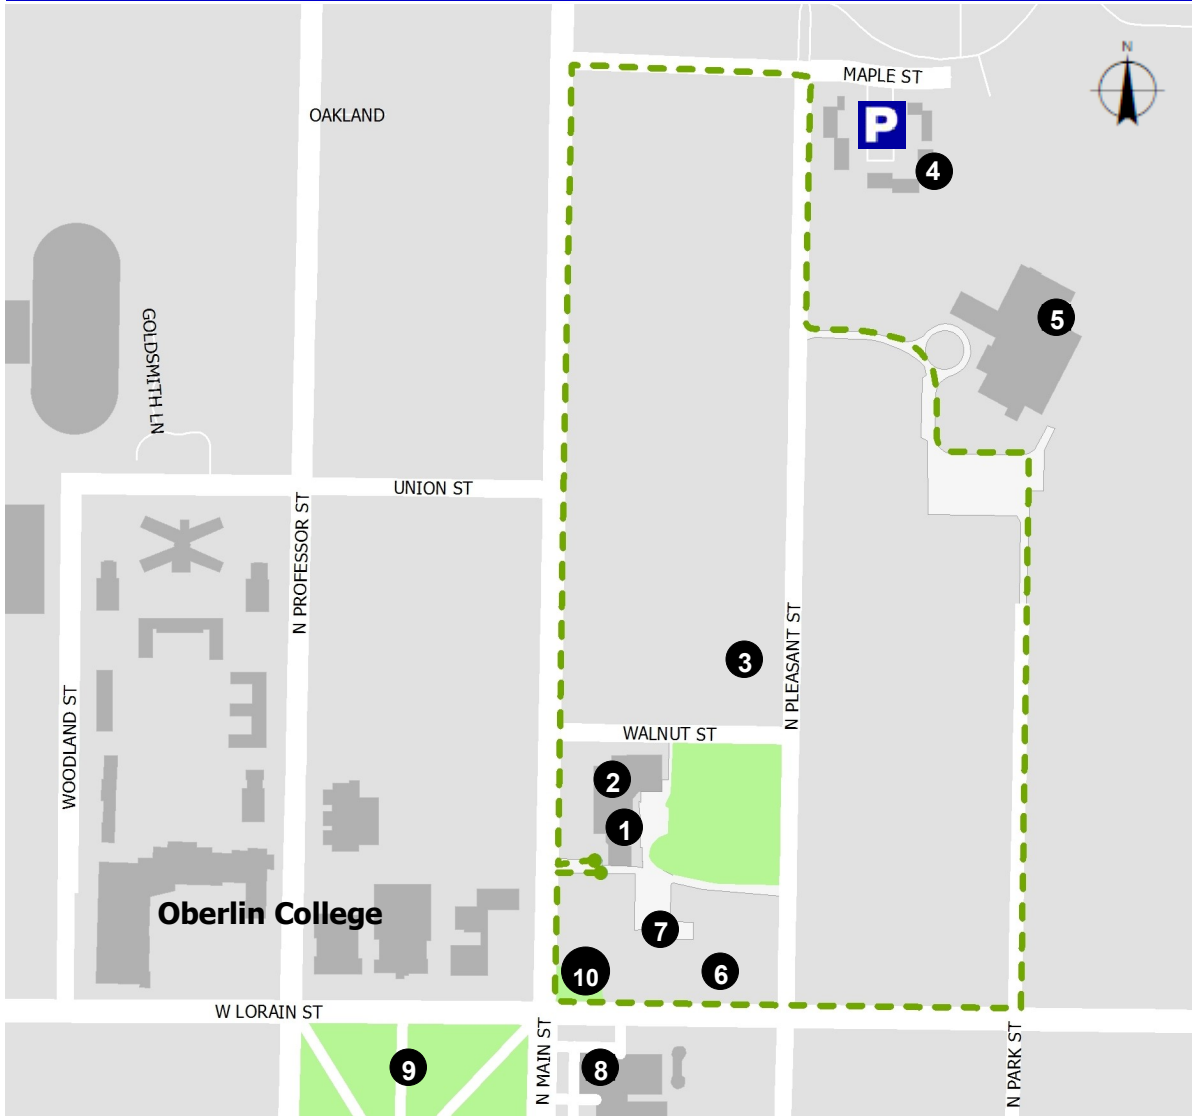 N
MAPLE ST
P
OAKLAND
4
5
GOLDSMITH LN
UNION ST
N PROFESSOR ST
3
N PLEASANT ST
WOODLAND ST
WALNUT ST
2
1
Oberlin College
7
10
6
W LORAIN ST
N MAIN ST
N PARK ST
9
8